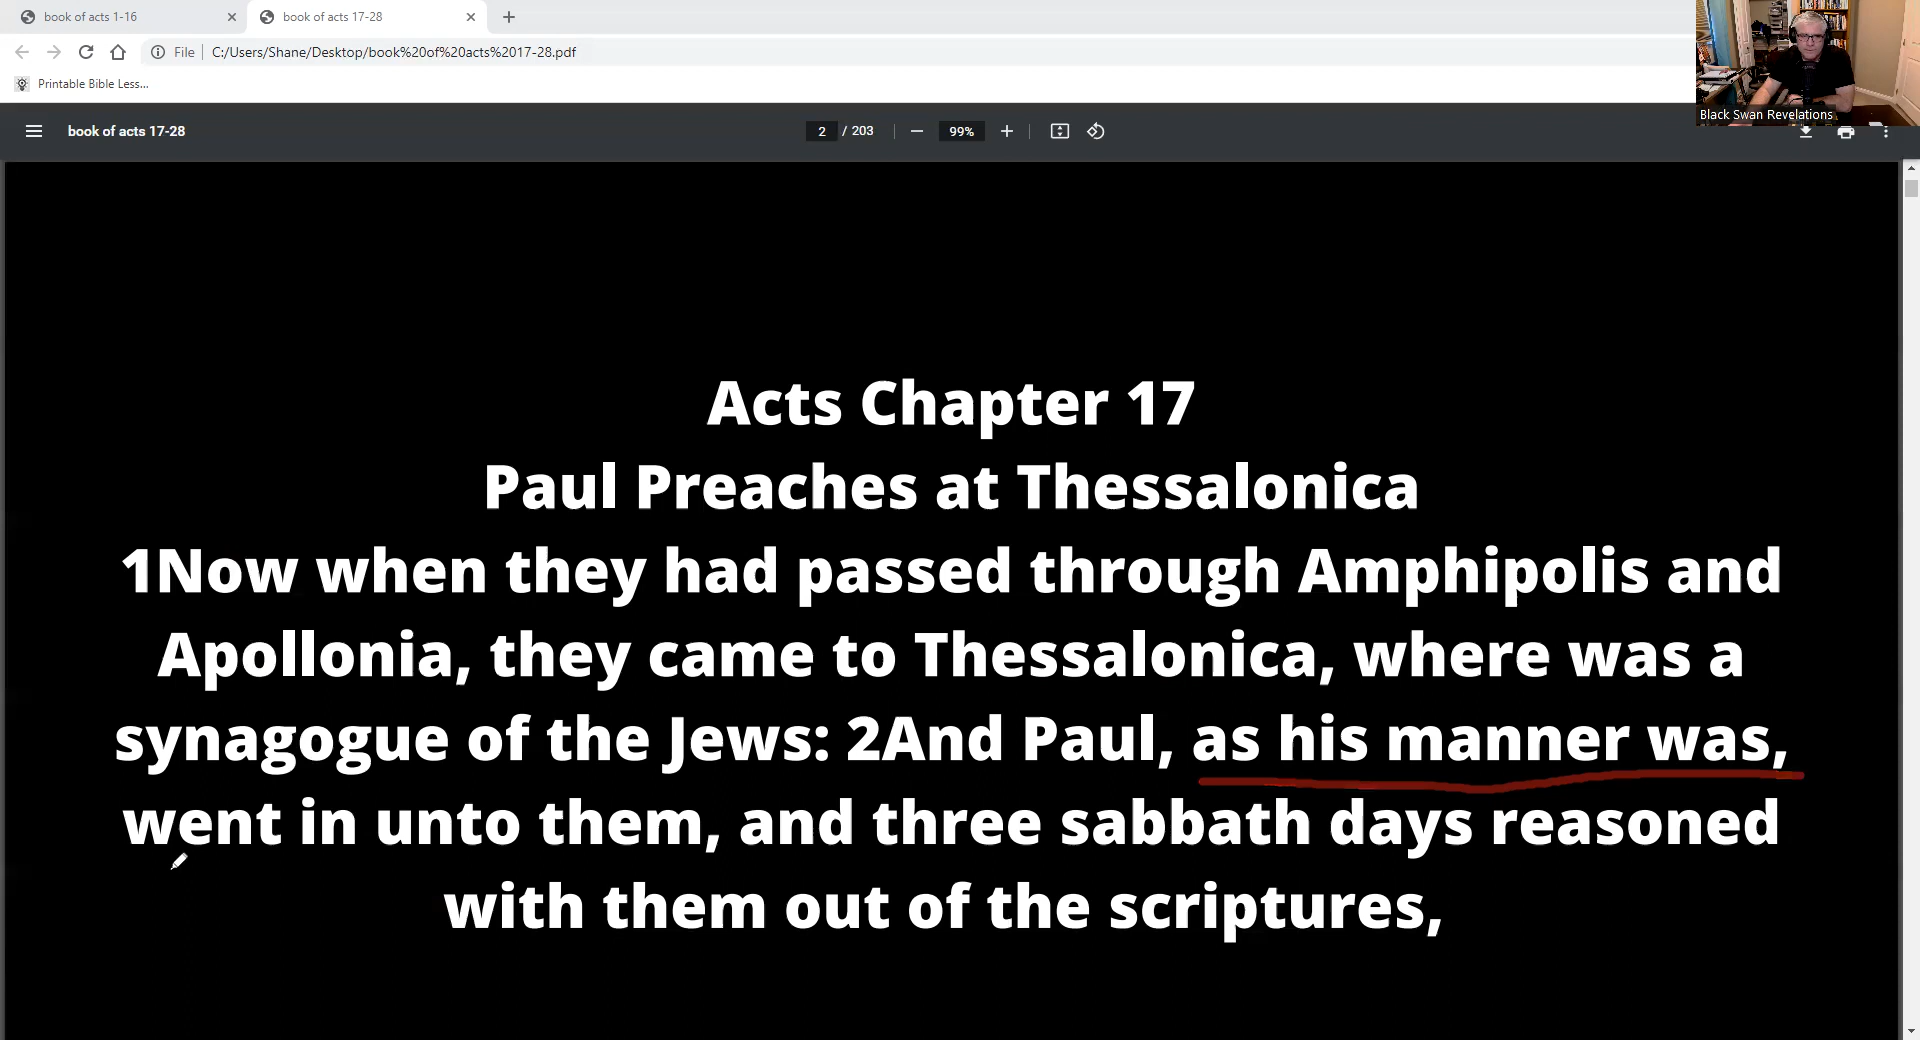 book of acts 1-16
book of acts 17-28
File
C:/Users/Shane/Desktop/book%20of%20acts%2017-28.pdf
Printable Bible Less...
Black Swan Revelations
book of acts 17-28
2 / 203
99%
Acts Chapter 17
Paul Preaches at Thessalonica
1Now when they had passed through Amphipolis and
Apollonia, they came to Thessalonica, where was a
synagogue of the Jews: 2And Paul, as his manner was,
went in unto them, and three sabbath days reasoned
with them out of the scriptures,